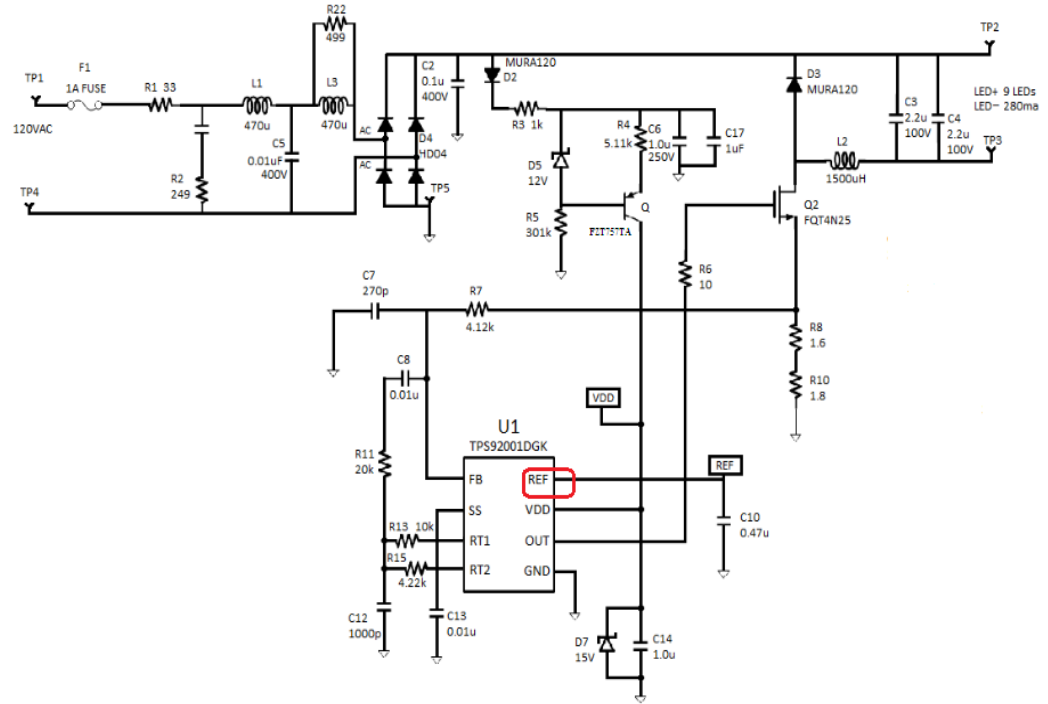 R22
499
TP1
F1
1A FUSE
R1 33
L1
470u
L3
470u
120VAC
C5
0.01uF
400V
R2
249
TP4
AC
AC
D4
HD04
TP5
C2
0.1u
400V
MURA120
D2
R3 1k
D5
12V
R4
5.11k
C6
1.0u
250V
C17
1uF
R5
301k
Q
FZT757TA
D3
MURA120
L2
1500uH
C3
2.2u
100V
C4
2.2u
100V
TP2
LED+ 9 LEDs
LED- 280ma
TP3
Q2
FQT4N25
R6
10
C7
270p
R7
4.12k
R8
1.6
R10
1.8
C8
0.01u
VDD
U1
TPS92001DGK
R11
20k
FB
SS
RT1
RT2
REF
VDD
OUT
GND
REF
C10
0.47u
R13 10k
R15
4.22k
C12
1000p
C13
0.01u
D7
15V
C14
1.0u